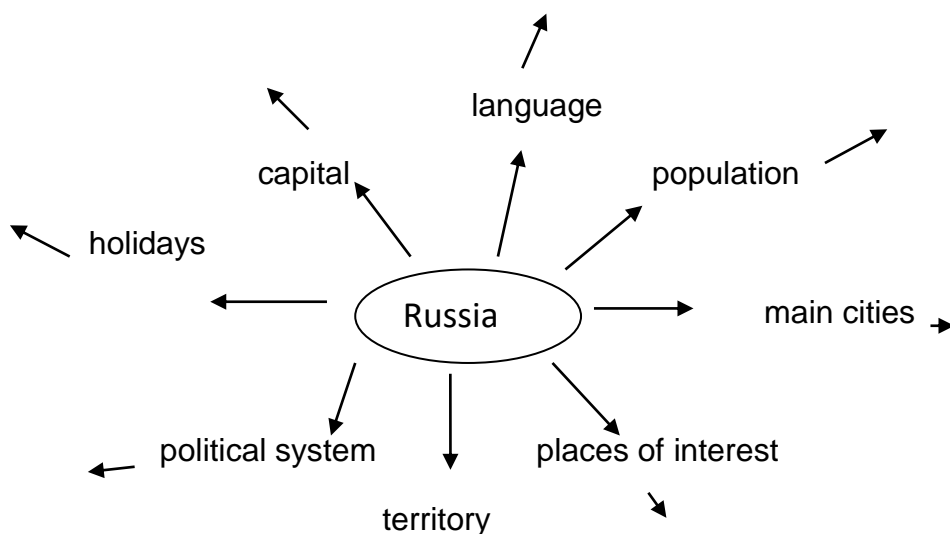 language
capital
population
holidays
Russia
main cities
political system
places of interest
territory